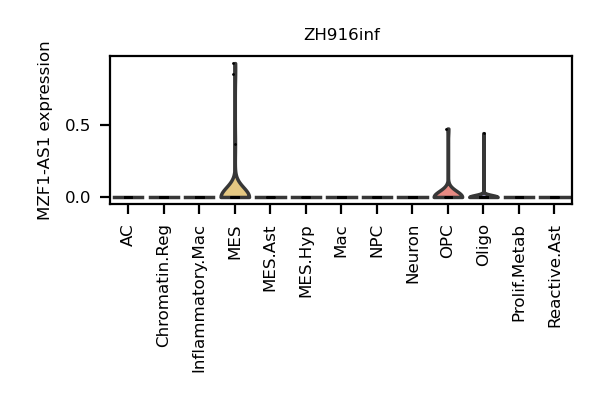 ZH916inf
MZF1-AS1 expression
0.5
0.0
AC
Chromatin.Reg
Inflammatory.Mac
MES
MES.Ast
MES.Hyp
Mac
NPC
Neuron
OPC
Oligo
Prolif.Metab
Reactive.Ast